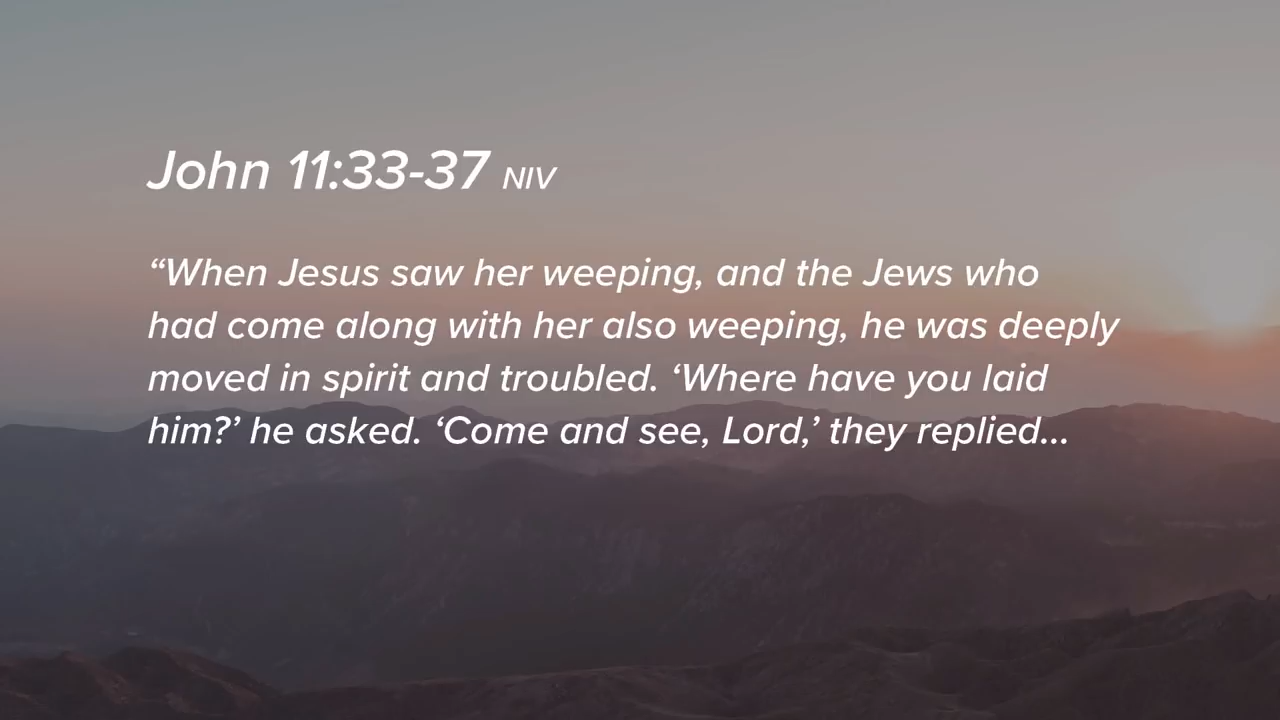 John 11:33-37 NIV
“When Jesus saw her weeping, and the Jews who
had come along with her also weeping, he was deeply
moved in spirit and troubled. ‘Where have you laid
him?’ he asked. ‘Come and see, Lord,’ they replied...